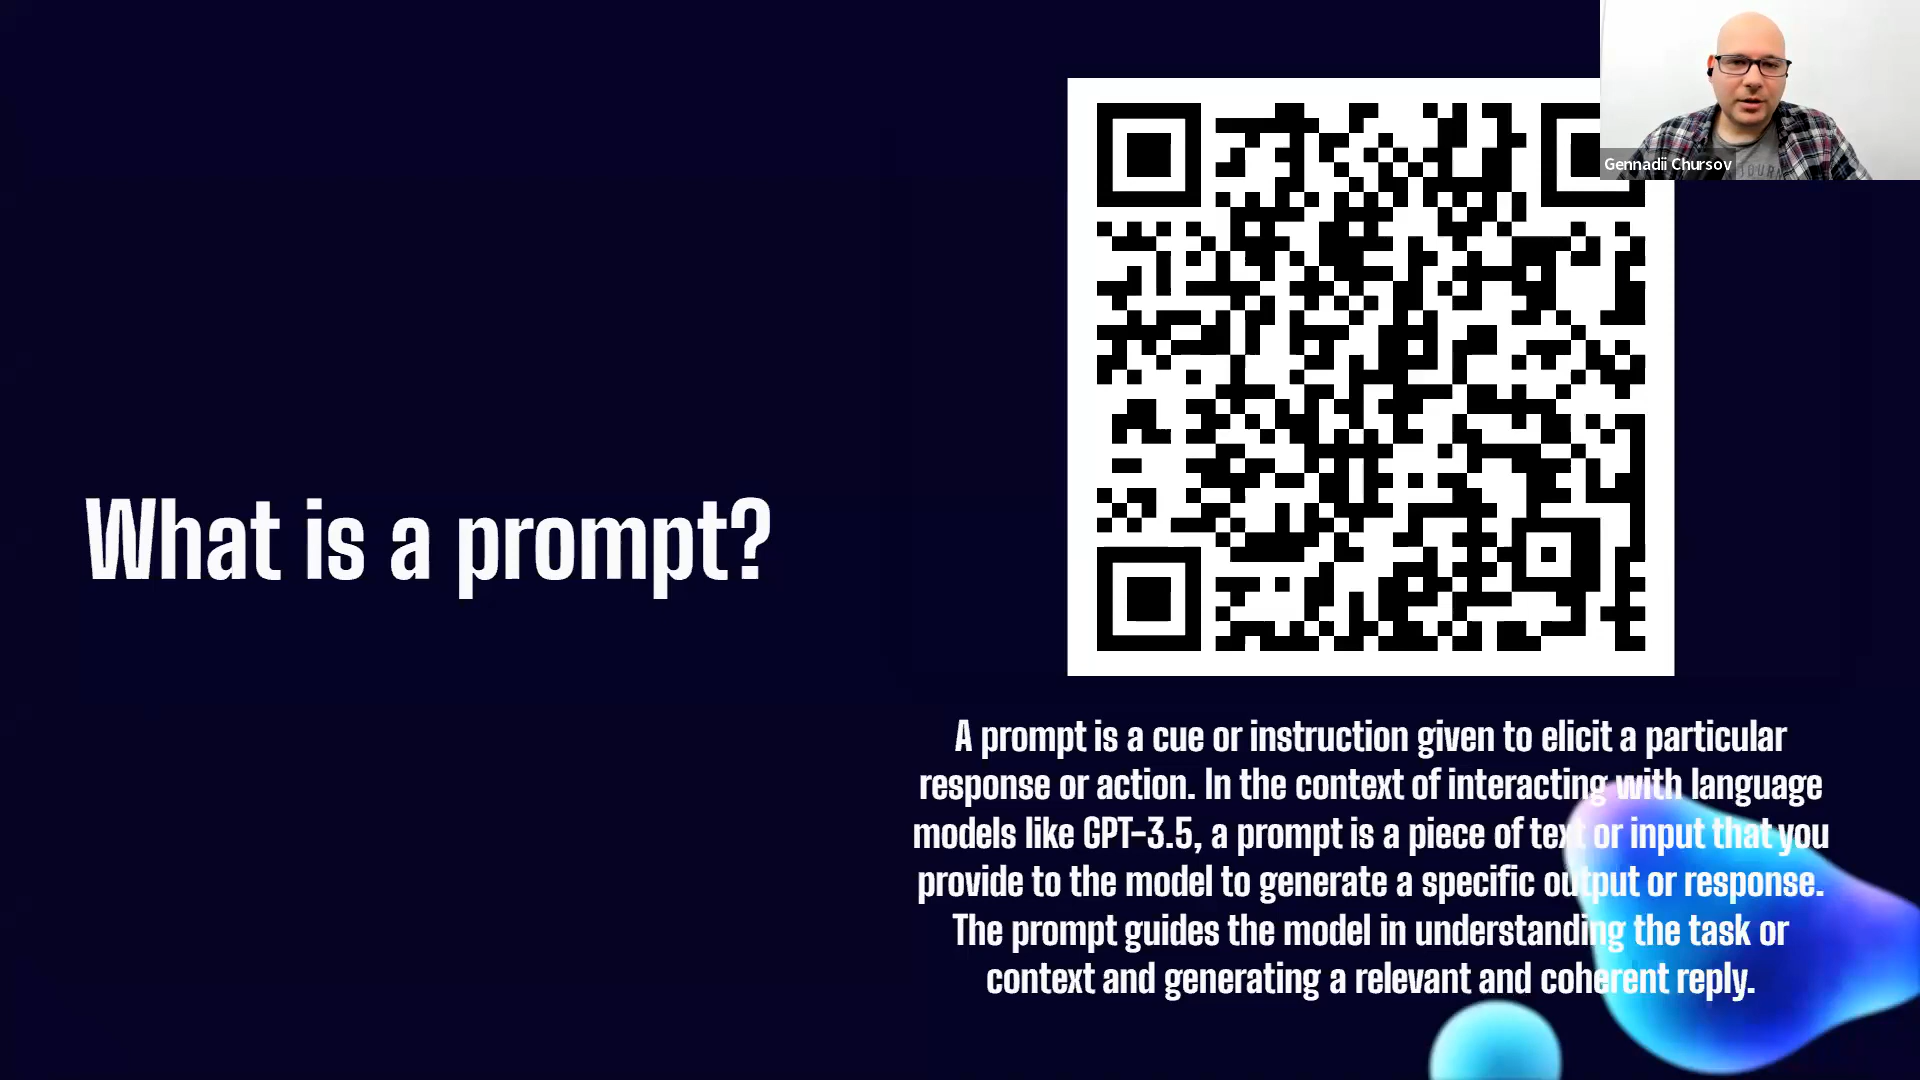 Gennadii Chursov
What is a prompt?
A prompt is a cue or instruction given to elicit a particular
response or action. In the context of interacting with language
models like GPT-3.5, a prompt is a piece of text or input that you
provide to the model to generate a specific output or response.
The prompt guides the model in understanding the task or
context and generating a relevant and coherent reply.